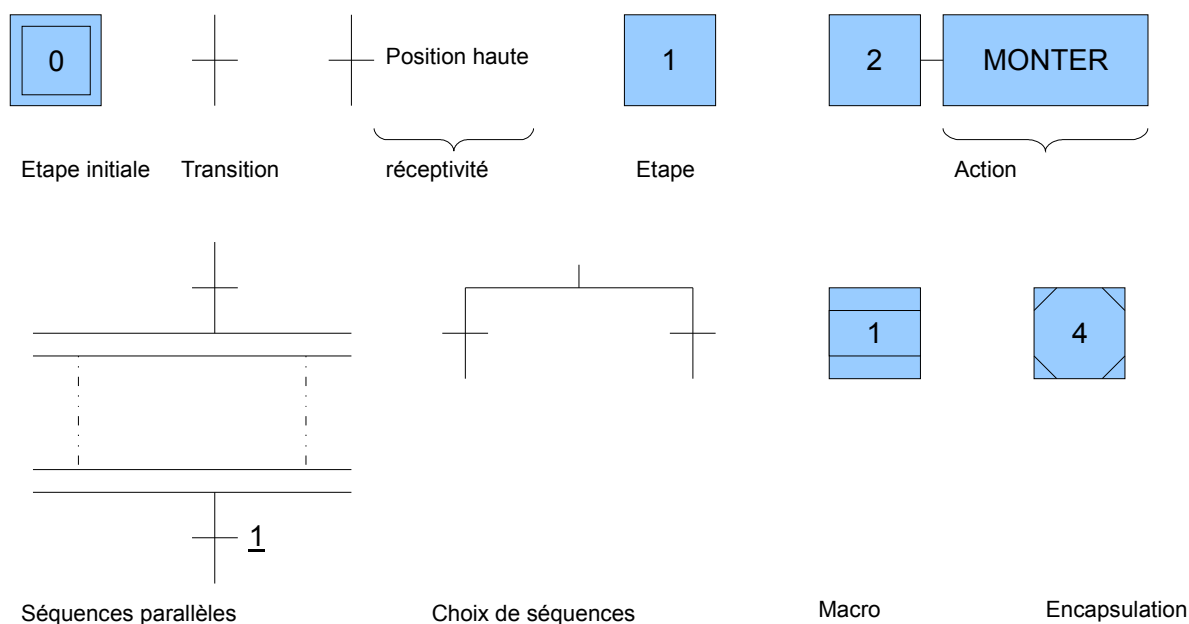 0
Position haute
1
2
MONTER
Etape initiale
Transition
réceptivité
Etape
Action
1
4
1
Séquences parallèles
Choix de séquences
Macro
Encapsulation